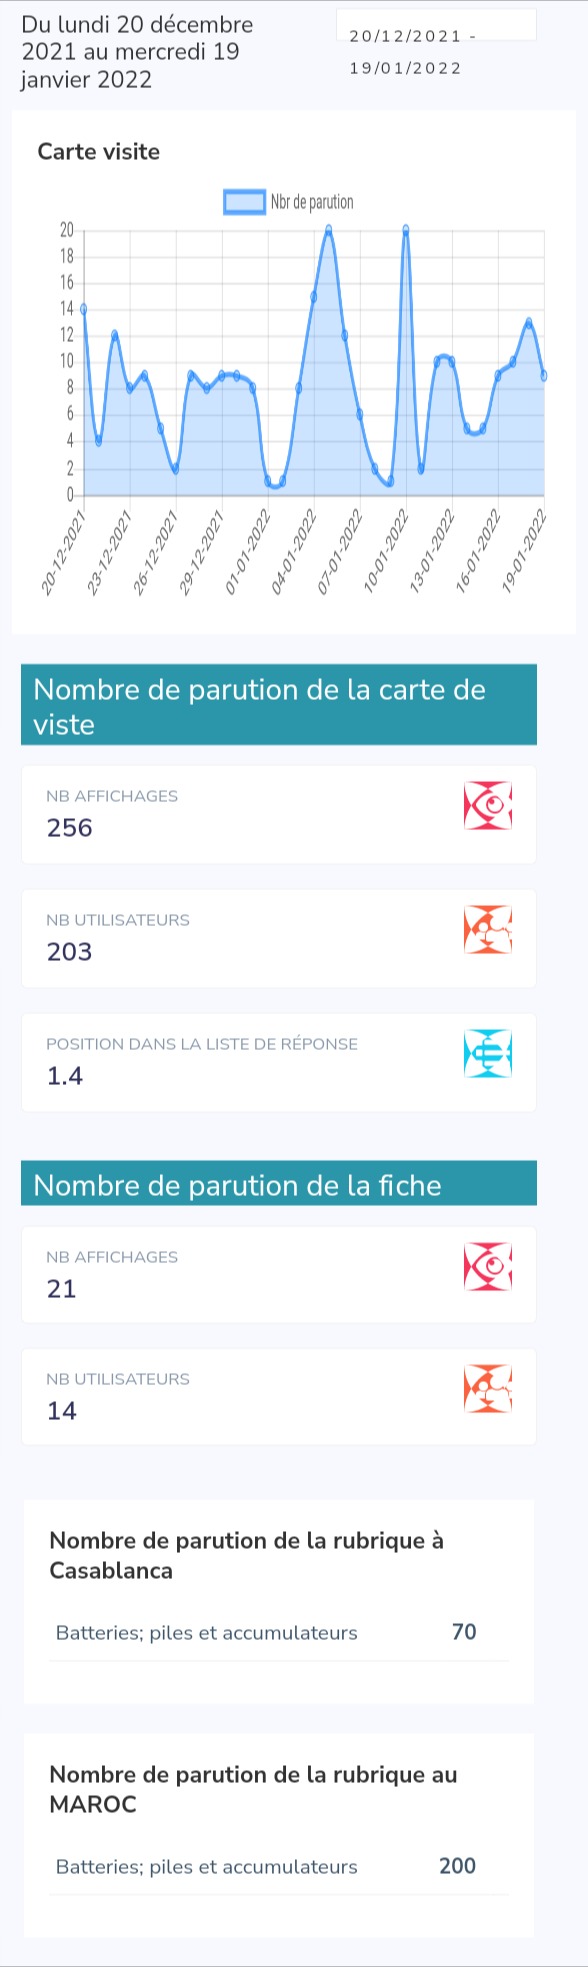 Du lundi 20 décembre
2021 au mercredi 19
janvier 2022
20/12/2021 -
19/01/2022
Carte visite
Nbr de parution
20
18
16
14
12
10
8
6
4
2
0
20-12-2021
23-12-2021
26-12-2021
29-12-2021
01-01-2022
04-01-2022
07-01-2022
10-01-2022
13-01-2022
16-01-2022
19-01-2022
Nombre de parution de la carte de
viste
NB AFFICHAGES
256
NB UTILISATEURS
203
POSITION DANS LA LISTE DE RÉPONSE
1.4
Nombre de parution de la fiche
NB AFFICHAGES
21
NB UTILISATEURS
14
Nombre de parution de la rubrique à
Casablanca
Batteries; piles et accumulateurs 70
Nombre de parution de la rubrique au
MAROC
Batteries; piles et accumulateurs 200